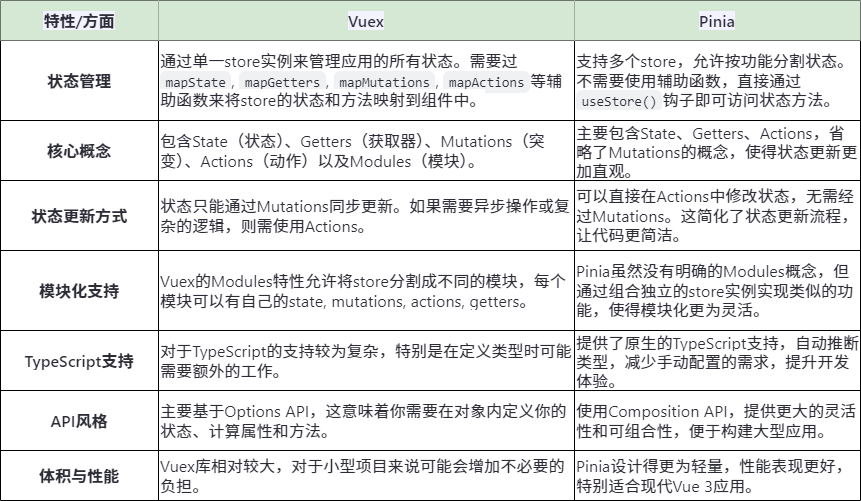 特性/方面 Vuex Pinia
状态管理
通过单一store实例来管理应用的所有状态。需要过
mapState, mapGetters, mapMutations, mapActions等辅
助函数来将store的状态和方法映射到组件中。
支持多个store，允许按功能分割状态。
不需要使用辅助函数，直接通过
useStore()钩子即可访问状态方法。
核心概念
包含State（状态）、Getters（获取器）、Mutations（突
变）、Actions（动作）以及Modules（模块）。
主要包含State、Getters、Actions，省
略了Mutations的概念，使得状态更新更
加直观。
状态更新方式
状态只能通过Mutations同步更新。如果需要异步操作或复
杂的逻辑，则需使用Actions。
可以直接在Actions中修改状态，无需经
过Mutations。这简化了状态更新流程，
让代码更简洁。
模块化支持
Vuex的Modules特性允许将store分割成不同的模块，每个
模块可以有自己的state, mutations, actions, getters。
Pinia虽然没有明确的Modules概念，但
通过组合独立的store实例实现类似的功
能，使得模块化更为灵活。
TypeScript支持
对于TypeScript的支持较为复杂，特别是在定义类型时可能
需要额外的工作。
提供了原生的TypeScript支持，自动推断
类型，减少手动配置的需求，提升开发
体验。
API风格
主要基于Options API，这意味着你需要在对象内定义你的
状态、计算属性和方法。
使用Composition API，提供更大的灵活
性和可组合性，便于构建大型应用。
体积与性能
Vuex库相对较大，对于小型项目来说可能会增加不必要的
负担。
Pinia设计得更为轻量，性能表现更好，
特别适合现代Vue 3应用。